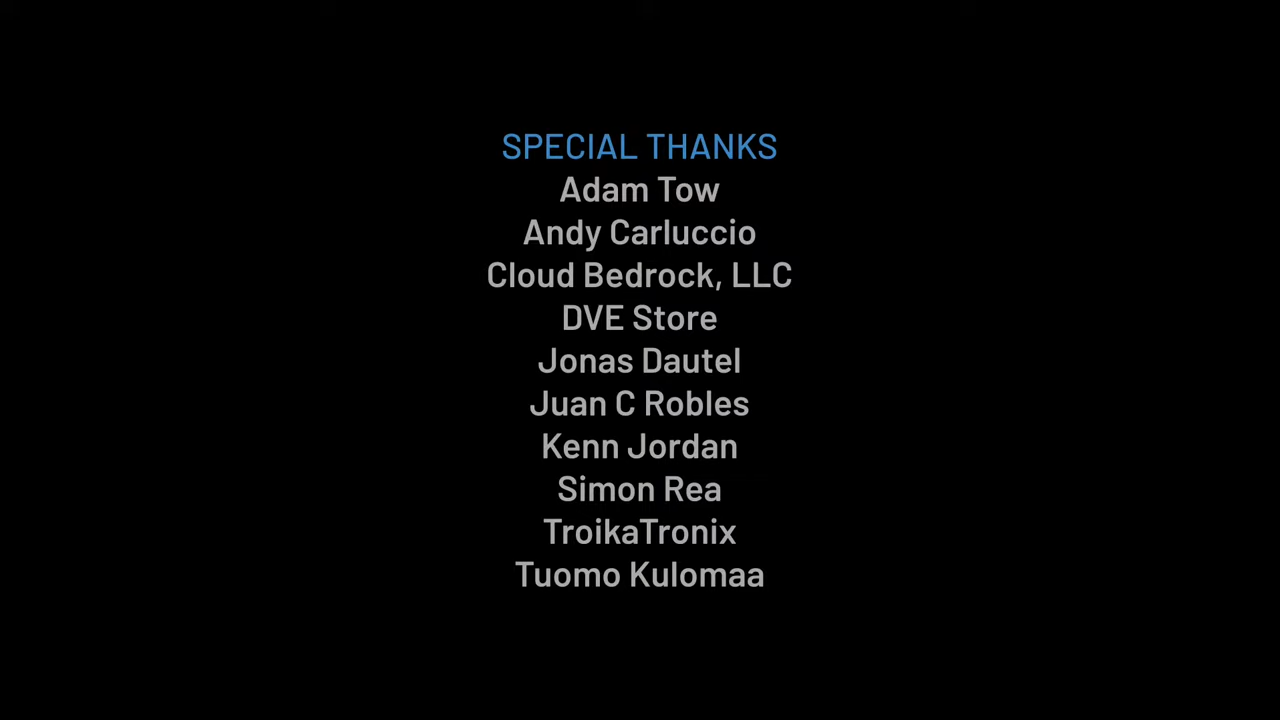 SPECIAL THANKS
Adam Tow
Andy Carluccio
Cloud Bedrock, LLC
DVE Store
Jonas Dautel
Juan C Robles
Kenn Jordan
Simon Rea
TroikaTronix
Tuomo Kulomaa